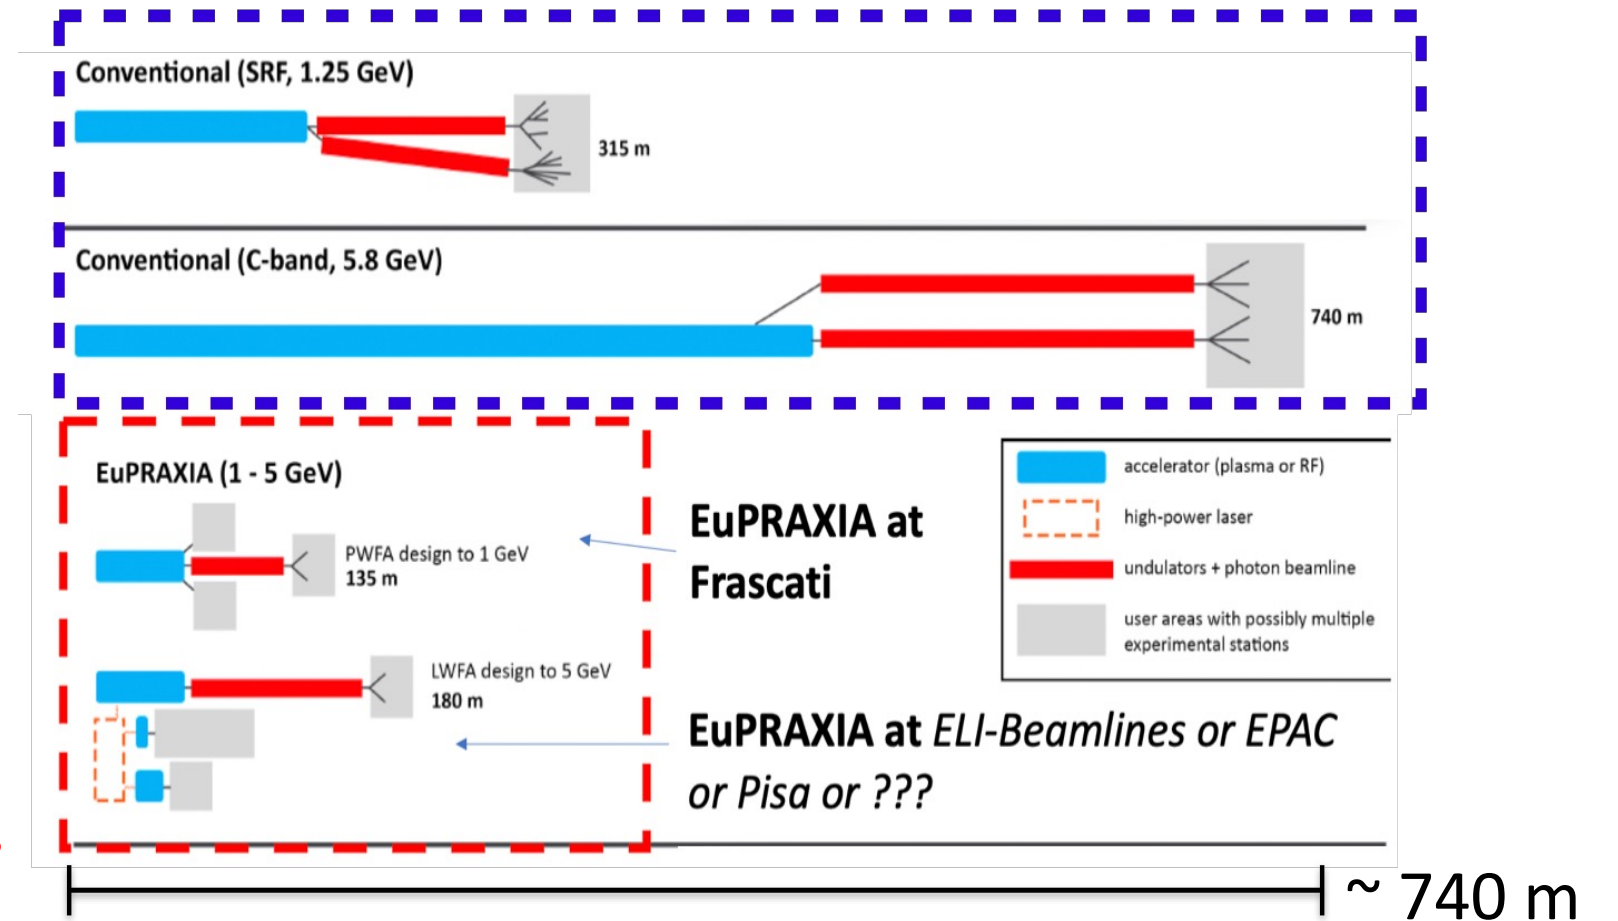 Conventional (SRF, 1.25 GeV)
315 m
Conventional (C-band, 5.8 GeV)
740 m
EuPRAXIA (1 - 5 GeV)
PWFA design to 1 GeV
135 m
LWFA design to 5 GeV
180 m
EuPRAXIA at
Frascati
EuPRAXIA at ELI-Beamlines or EPAC
or Pisa or ???
accelerator (plasma or RF)
high-power laser
undulators + photon beamline
user areas with possibly multiple
experimental stations
~ 740 m